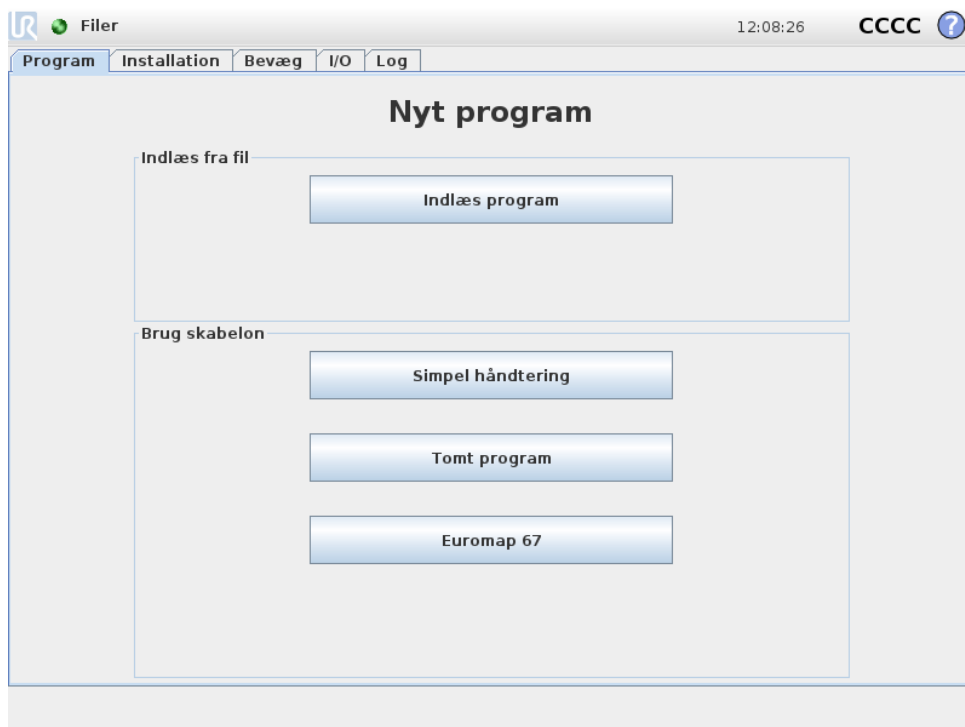 UR Filer 12:08:26 CCCC ?
Program Installation Bevæg I/O Log
Nyt program
Indlæs fra fil
Indlæs program
Brug skabelon
Simpel håndtering
Tomt program
Euromap 67